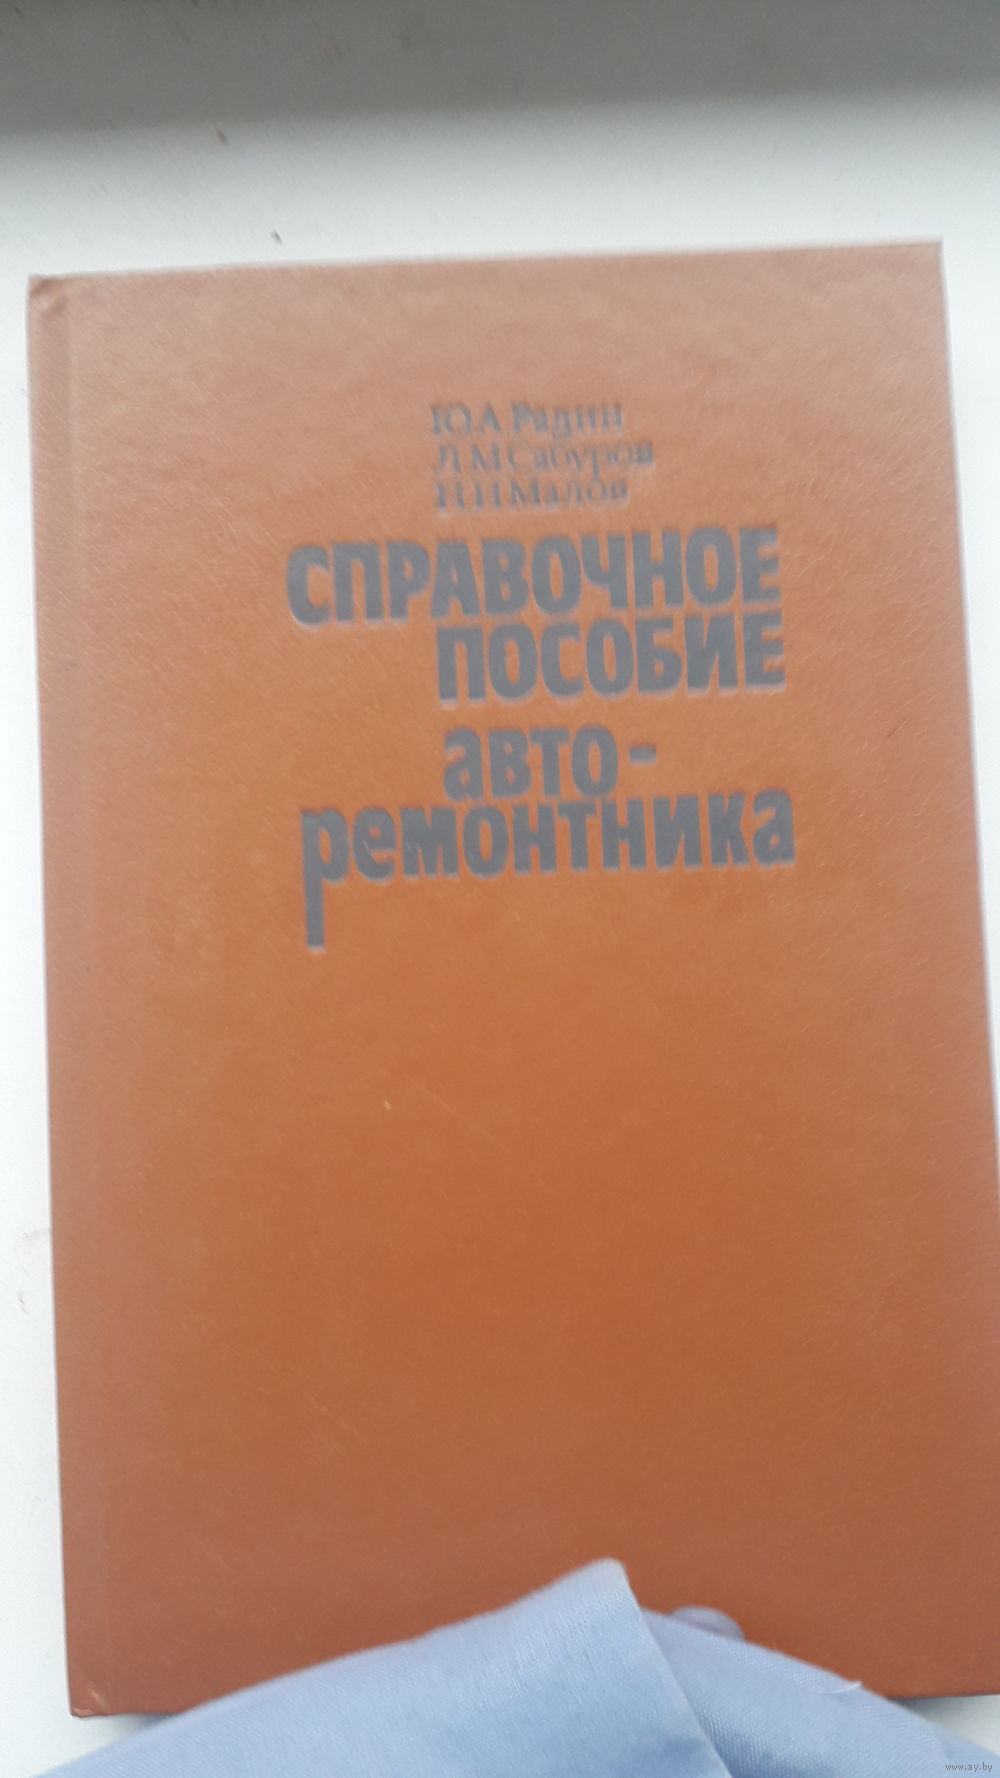 Ю.А.Радин
Л.М.Сабуров
Н.И.Малов
СПРАВОЧНОЕ
ПОСОБИЕ
авто-
ремонтника
www.ay.by